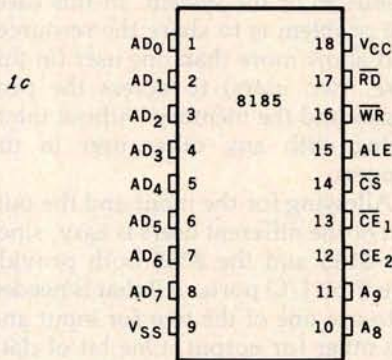 1c
8185
AD0 1 18 VCC
AD1 2 17 RD
AD2 3 16 WR
AD3 4 15 ALE
AD4 5 14 CS
AD5 6 13 CE1
AD6 7 12 CE2
AD7 8 11 A9
VSS 9 10 A8